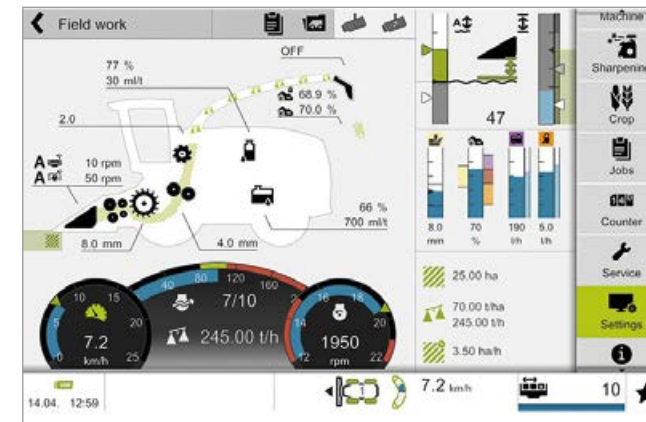 Field work
Machine
OFF
77 %
30 ml/t
68.9 %
70.0 %
2.0
A
A
10 rpm
50 rpm
66 %
700 ml/t
8.0 mm
4.0 mm
A
47
8.0
mm
70
%
190
l/h
5.0
l/h
25.00 ha
70.00 t/ha
245.00 t/h
3.50 ha/h
0
5
10
15
20
25
7.2
km/h
40
80
120
160
7/10
245.00 t/h
12
14
16
18
20
22
1950
rpm
Sharpening
Crop
Jobs
Counter
Service
Settings
14.04. 12:59
1
7.2 km/h
10